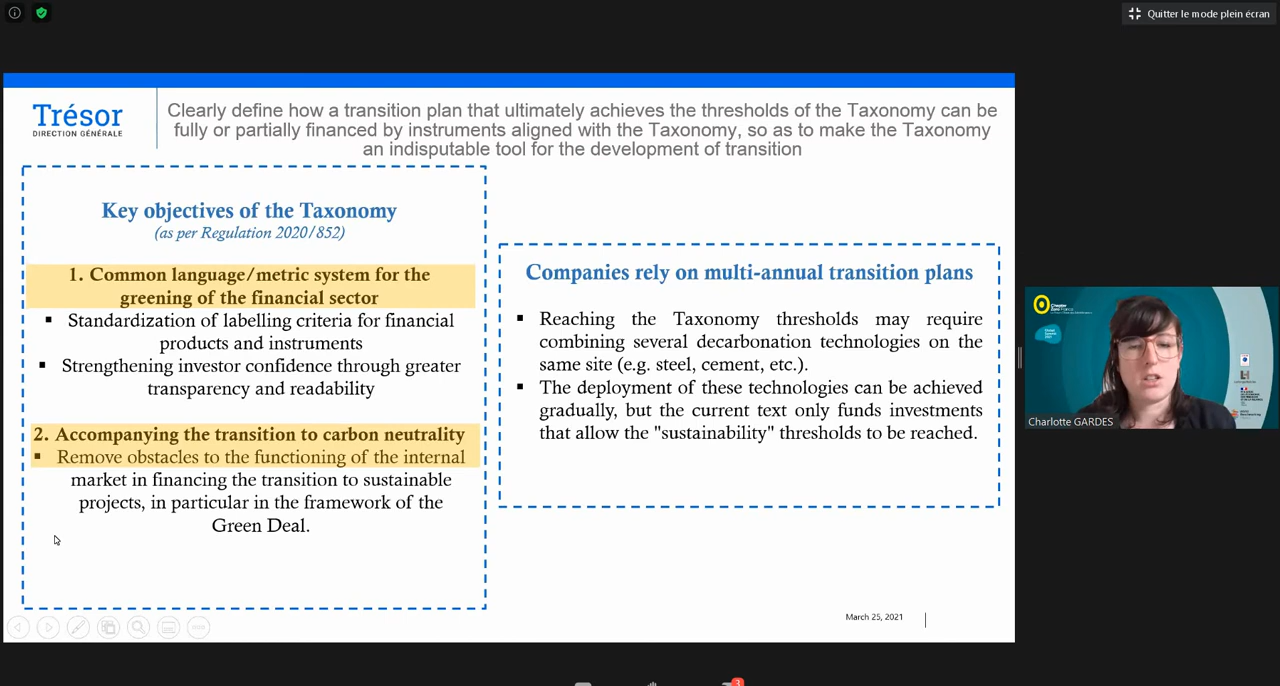 Quitter le mode plein écran
Trésor
DIRECTION GÉNÉRALE
Clearly define how a transition plan that ultimately achieves the thresholds of the Taxonomy can be
fully or partially financed by instruments aligned with the Taxonomy, so as to make the Taxonomy
an indisputable tool for the development of transition
Key objectives of the Taxonomy
(as per Regulation 2020/852)
1. Common language/metric system for the
greening of the financial sector
▪ Standardization of labelling criteria for financial
products and instruments
▪ Strengthening investor confidence through greater
transparency and readability
2. Accompanying the transition to carbon neutrality
▪ Remove obstacles to the functioning of the internal
market in financing the transition to sustainable
projects, in particular in the framework of the
Green Deal.
Companies rely on multi-annual transition plans
▪ Reaching the Taxonomy thresholds may require
combining several decarbonation technologies on the
same site (e.g. steel, cement, etc.).
▪ The deployment of these technologies can be achieved
gradually, but the current text only funds investments
that allow the "sustainability" thresholds to be reached.
Charlotte GARDES
March 25, 2021
3